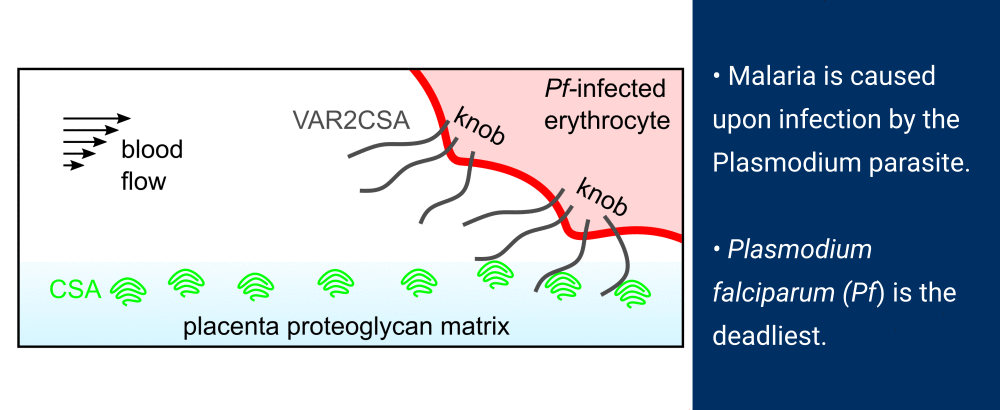 Pf-infected
erythrocyte
VAR2CSA
knob
blood
flow
knob
CSA
placenta proteoglycan matrix
• Malaria is caused
upon infection by the
Plasmodium parasite.
• Plasmodium
falciparum (Pf) is the
deadliest.